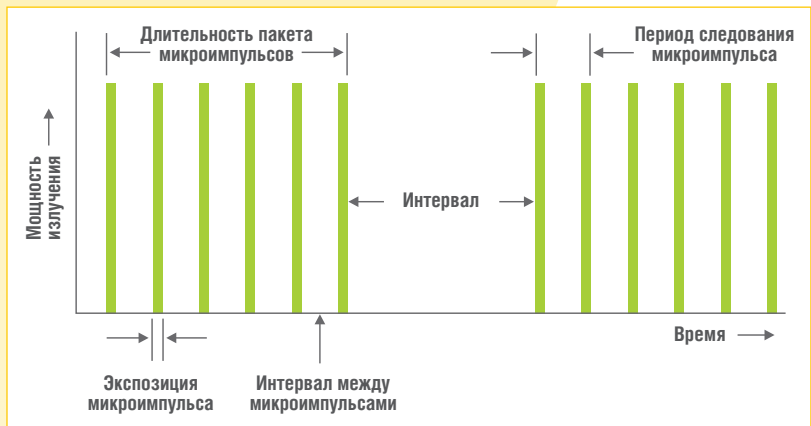 Длительность пакета
микроимпульсов
Период следования
микроимпульса
Мощность
излучения
Интервал
Время
Экспозиция
микроимпульса
Интервал между
микроимпульсами